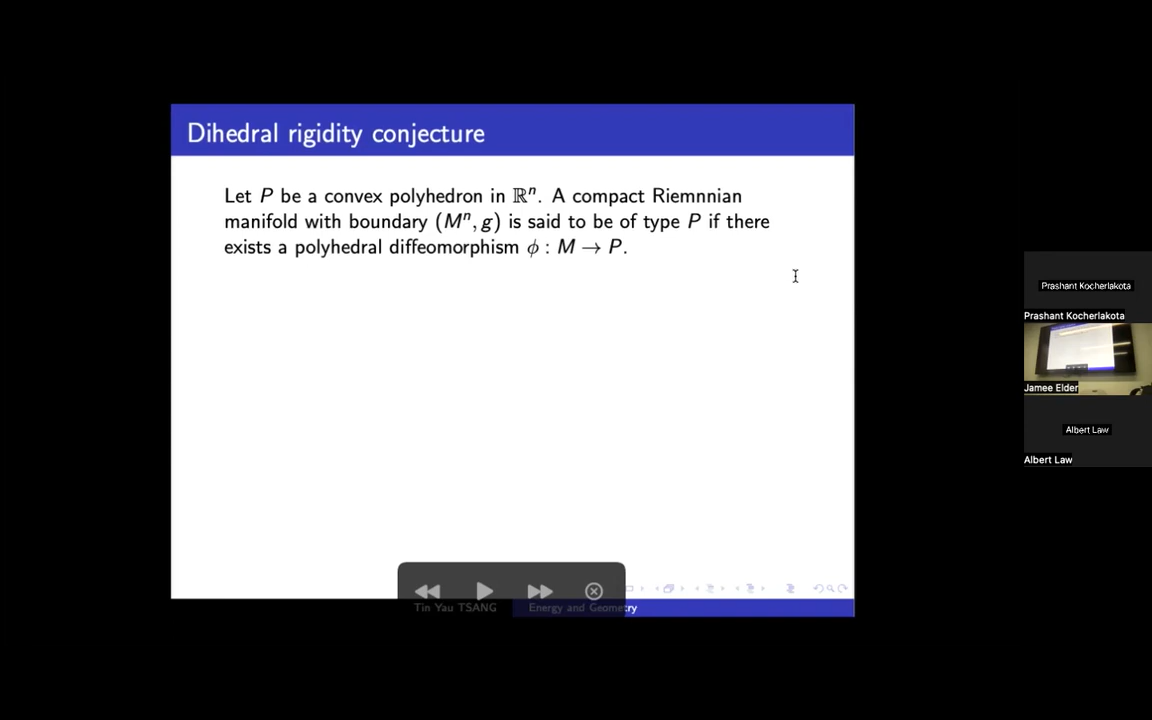 Dihedral rigidity conjecture
Let P be a convex polyhedron in ℝⁿ. A compact Riemnnian
manifold with boundary (Mⁿ, g) is said to be of type P if there
exists a polyhedral diffeomorphism ϕ : M → P.
Tin Yau TSANG
Energy and Geometry
Prashant Kocherlakota
Prashant Kocherlakota
Jamee Elder
Albert Law
Albert Law